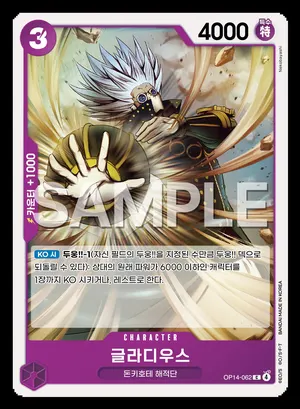 3
4000
특수
特
카운터 +1000
SAMPLE
KO 시 두웅!!-1(자신 필드의 두웅!!을 지정된 수만큼 두웅!! 덱으로
되돌릴 수 있다): 상대의 원래 파워가 6000 이하인 캐릭터를
1장까지 KO 시키거나, 레스트로 한다.
CHARACTER
글라디우스
돈키호테 해적단
OP14-062 C